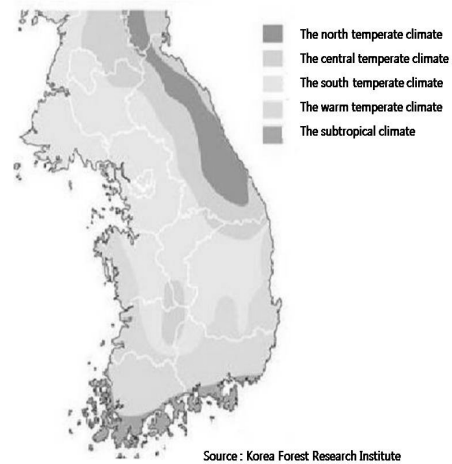 The north temperate climate
The central temperate climate
The south temperate climate
The warm temperate climate
The subtropical climate
Source : Korea Forest Research Institute